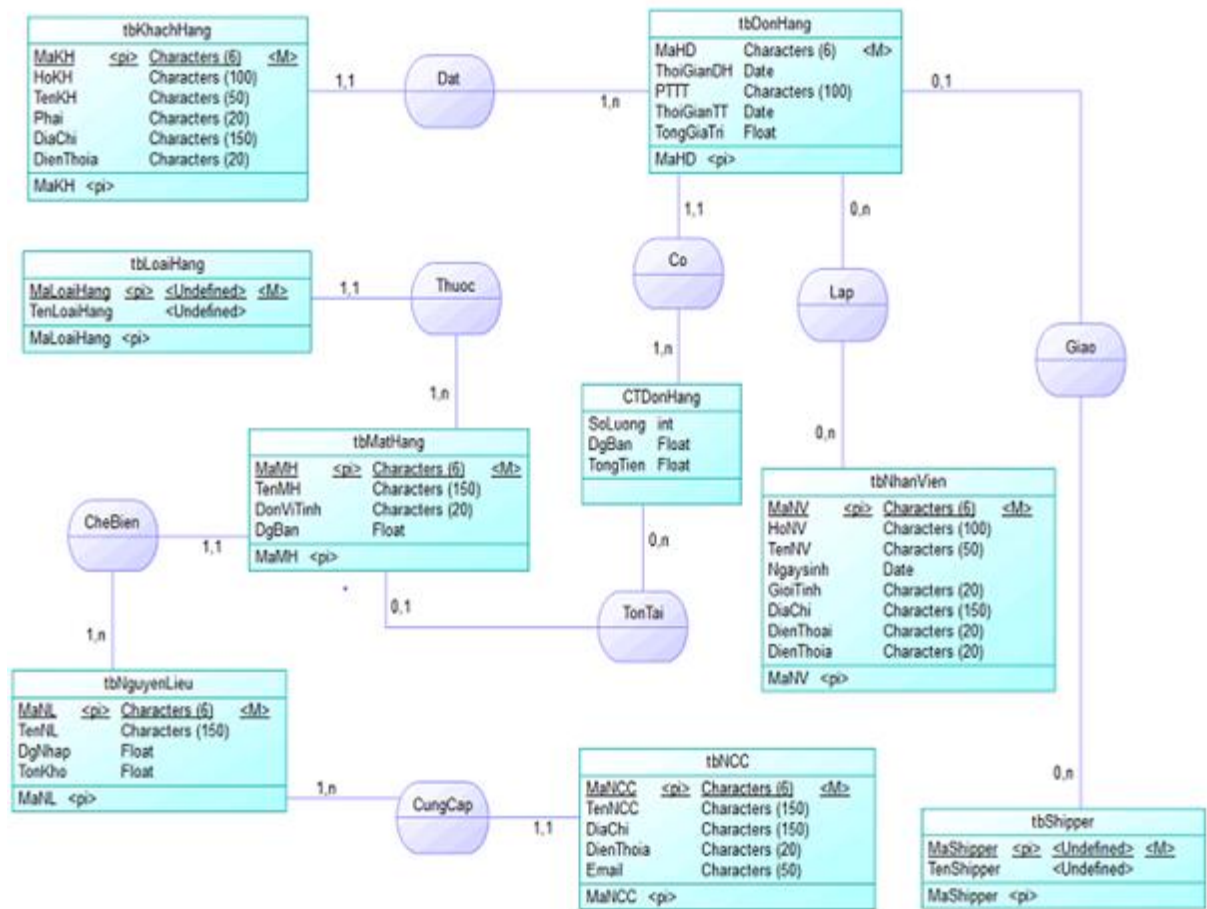 tbKhachHang
MaKH <pi> Characters (6) <M>
HoKH Characters (100)
TenKH Characters (50)
Phai Characters (20)
DiaChi Characters (150)
DienThoia Characters (20)
MaKH <pi>
1,1
Dat
1,n
tbDonHang
MaHD Characters (6) <M>
ThoiGianDH Date
PTTT Characters (100)
ThoiGianTT Date
TongGiaTri Float
MaHD <pi>
0,1
1,1
0,n
Co
Lap
Giao
1,n
0,n
0,n
tbLoaiHang
MaLoaiHang <pi> <Undefined> <M>
TenLoaiHang <Undefined>
MaLoaiHang <pi>
1,1
Thuoc
1,n
CTDonHang
SoLuong int
DgBan Float
TongTien Float
0,n
TonTai
0,1
tbMatHang
MaMH <pi> Characters (6) <M>
TenMH Characters (150)
DonViTinh Characters (20)
DgBan Float
MaMH <pi>
CheBien
1,1
1,n
tbNhanVien
MaNV <pi> Characters (6) <M>
HoNV Characters (100)
TenNV Characters (50)
Ngaysinh Date
GioiTinh Characters (20)
DiaChi Characters (150)
DienThoai Characters (20)
DienThoia Characters (20)
MaNV <pi>
tbNguyenLieu
MaNL <pi> Characters (6) <M>
TenNL Characters (150)
DgNhap Float
TonKho Float
MaNL <pi>
1,n
CungCap
1,1
tbNCC
MaNCC <pi> Characters (6) <M>
TenNCC Characters (150)
DiaChi Characters (150)
DienThoia Characters (20)
Email Characters (50)
MaNCC <pi>
tbShipper
MaShipper <pi> <Undefined> <M>
TenShipper <Undefined>
MaShipper <pi>